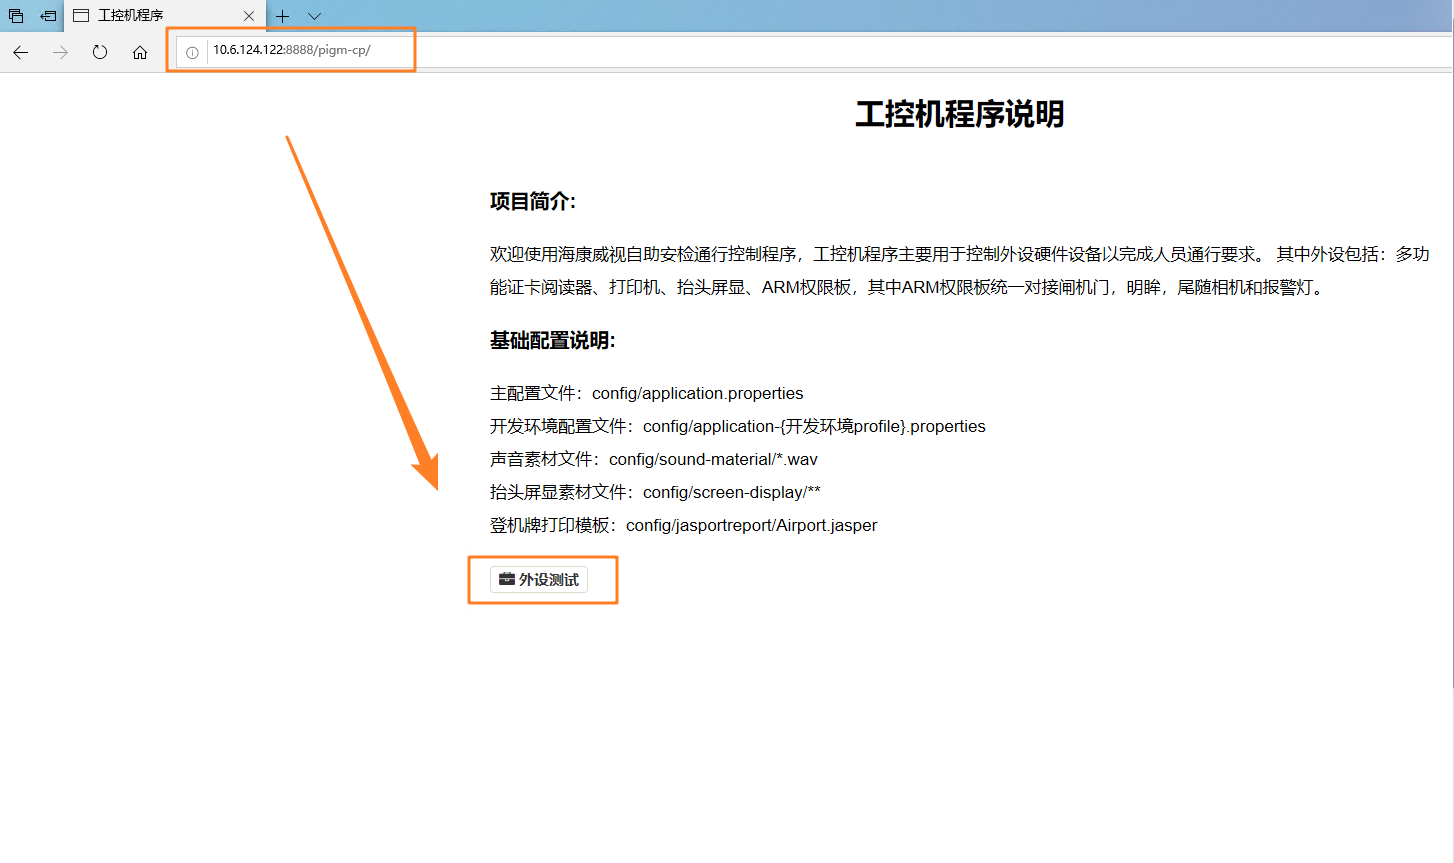 工控机程序
10.6.124.122:8888/pigm-cp/
工控机程序说明
项目简介:
欢迎使用海康威视自助安检通行控制程序，工控机程序主要用于控制外设硬件设备以完成人员通行要求。 其中外设包括：多功
能证卡阅读器、打印机、抬头屏显、ARM权限板，其中ARM权限板统一对接闸机门，明眸，尾随相机和报警灯。
基础配置说明:
主配置文件：config/application.properties
开发环境配置文件：config/application-{开发环境profile}.properties
声音素材文件：config/sound-material/*.wav
抬头屏显素材文件：config/screen-display/**
登机牌打印模板：config/jasportreport/Airport.jasper
外设测试